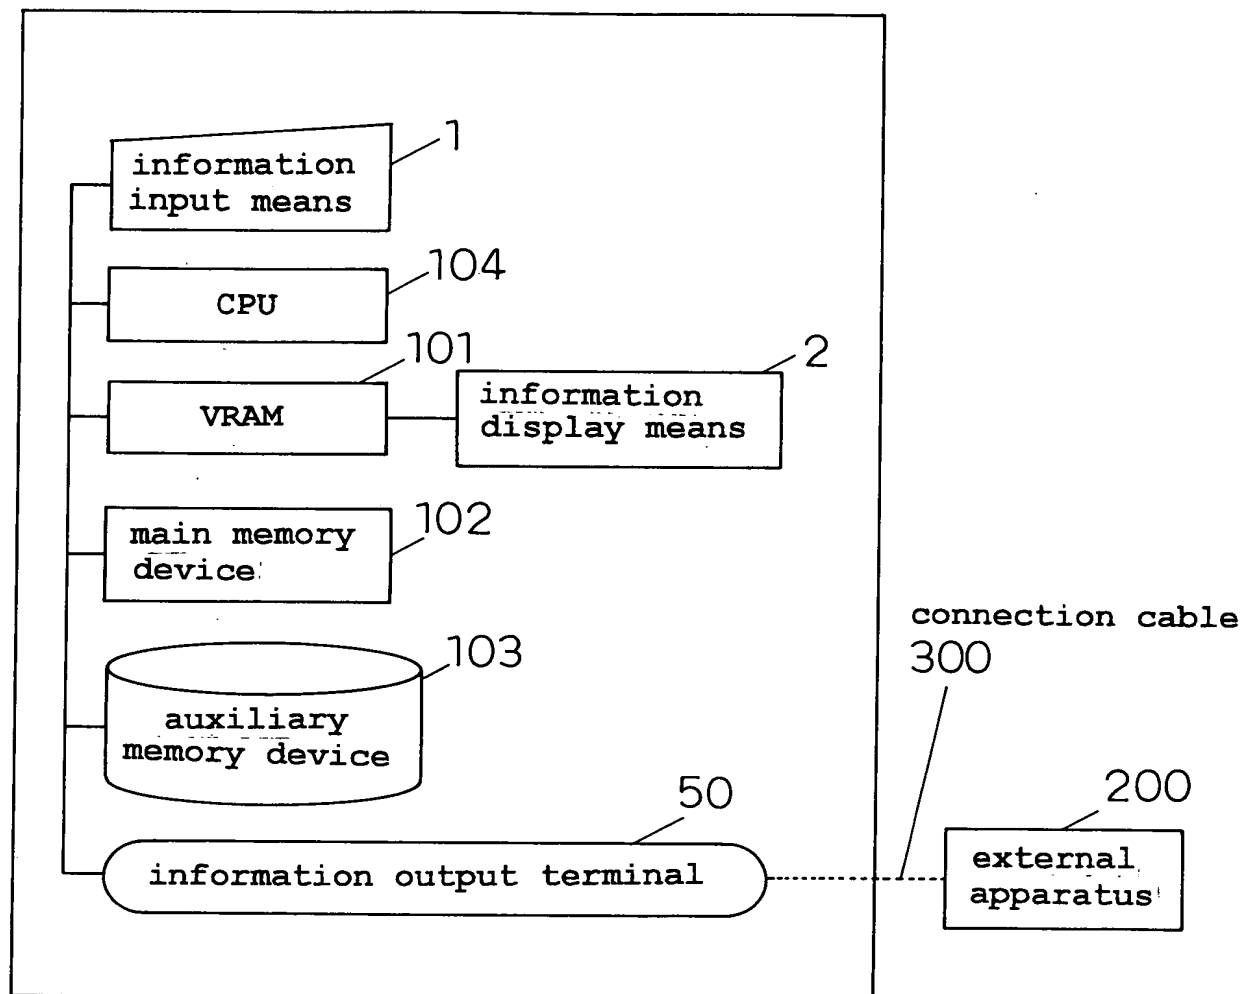 1
information
input means
104
CPU
101
VRAM
2
information
display means
102
main memory
device
103
auxiliary
memory device
connection cable
300
50
information output terminal
200
external
apparatus